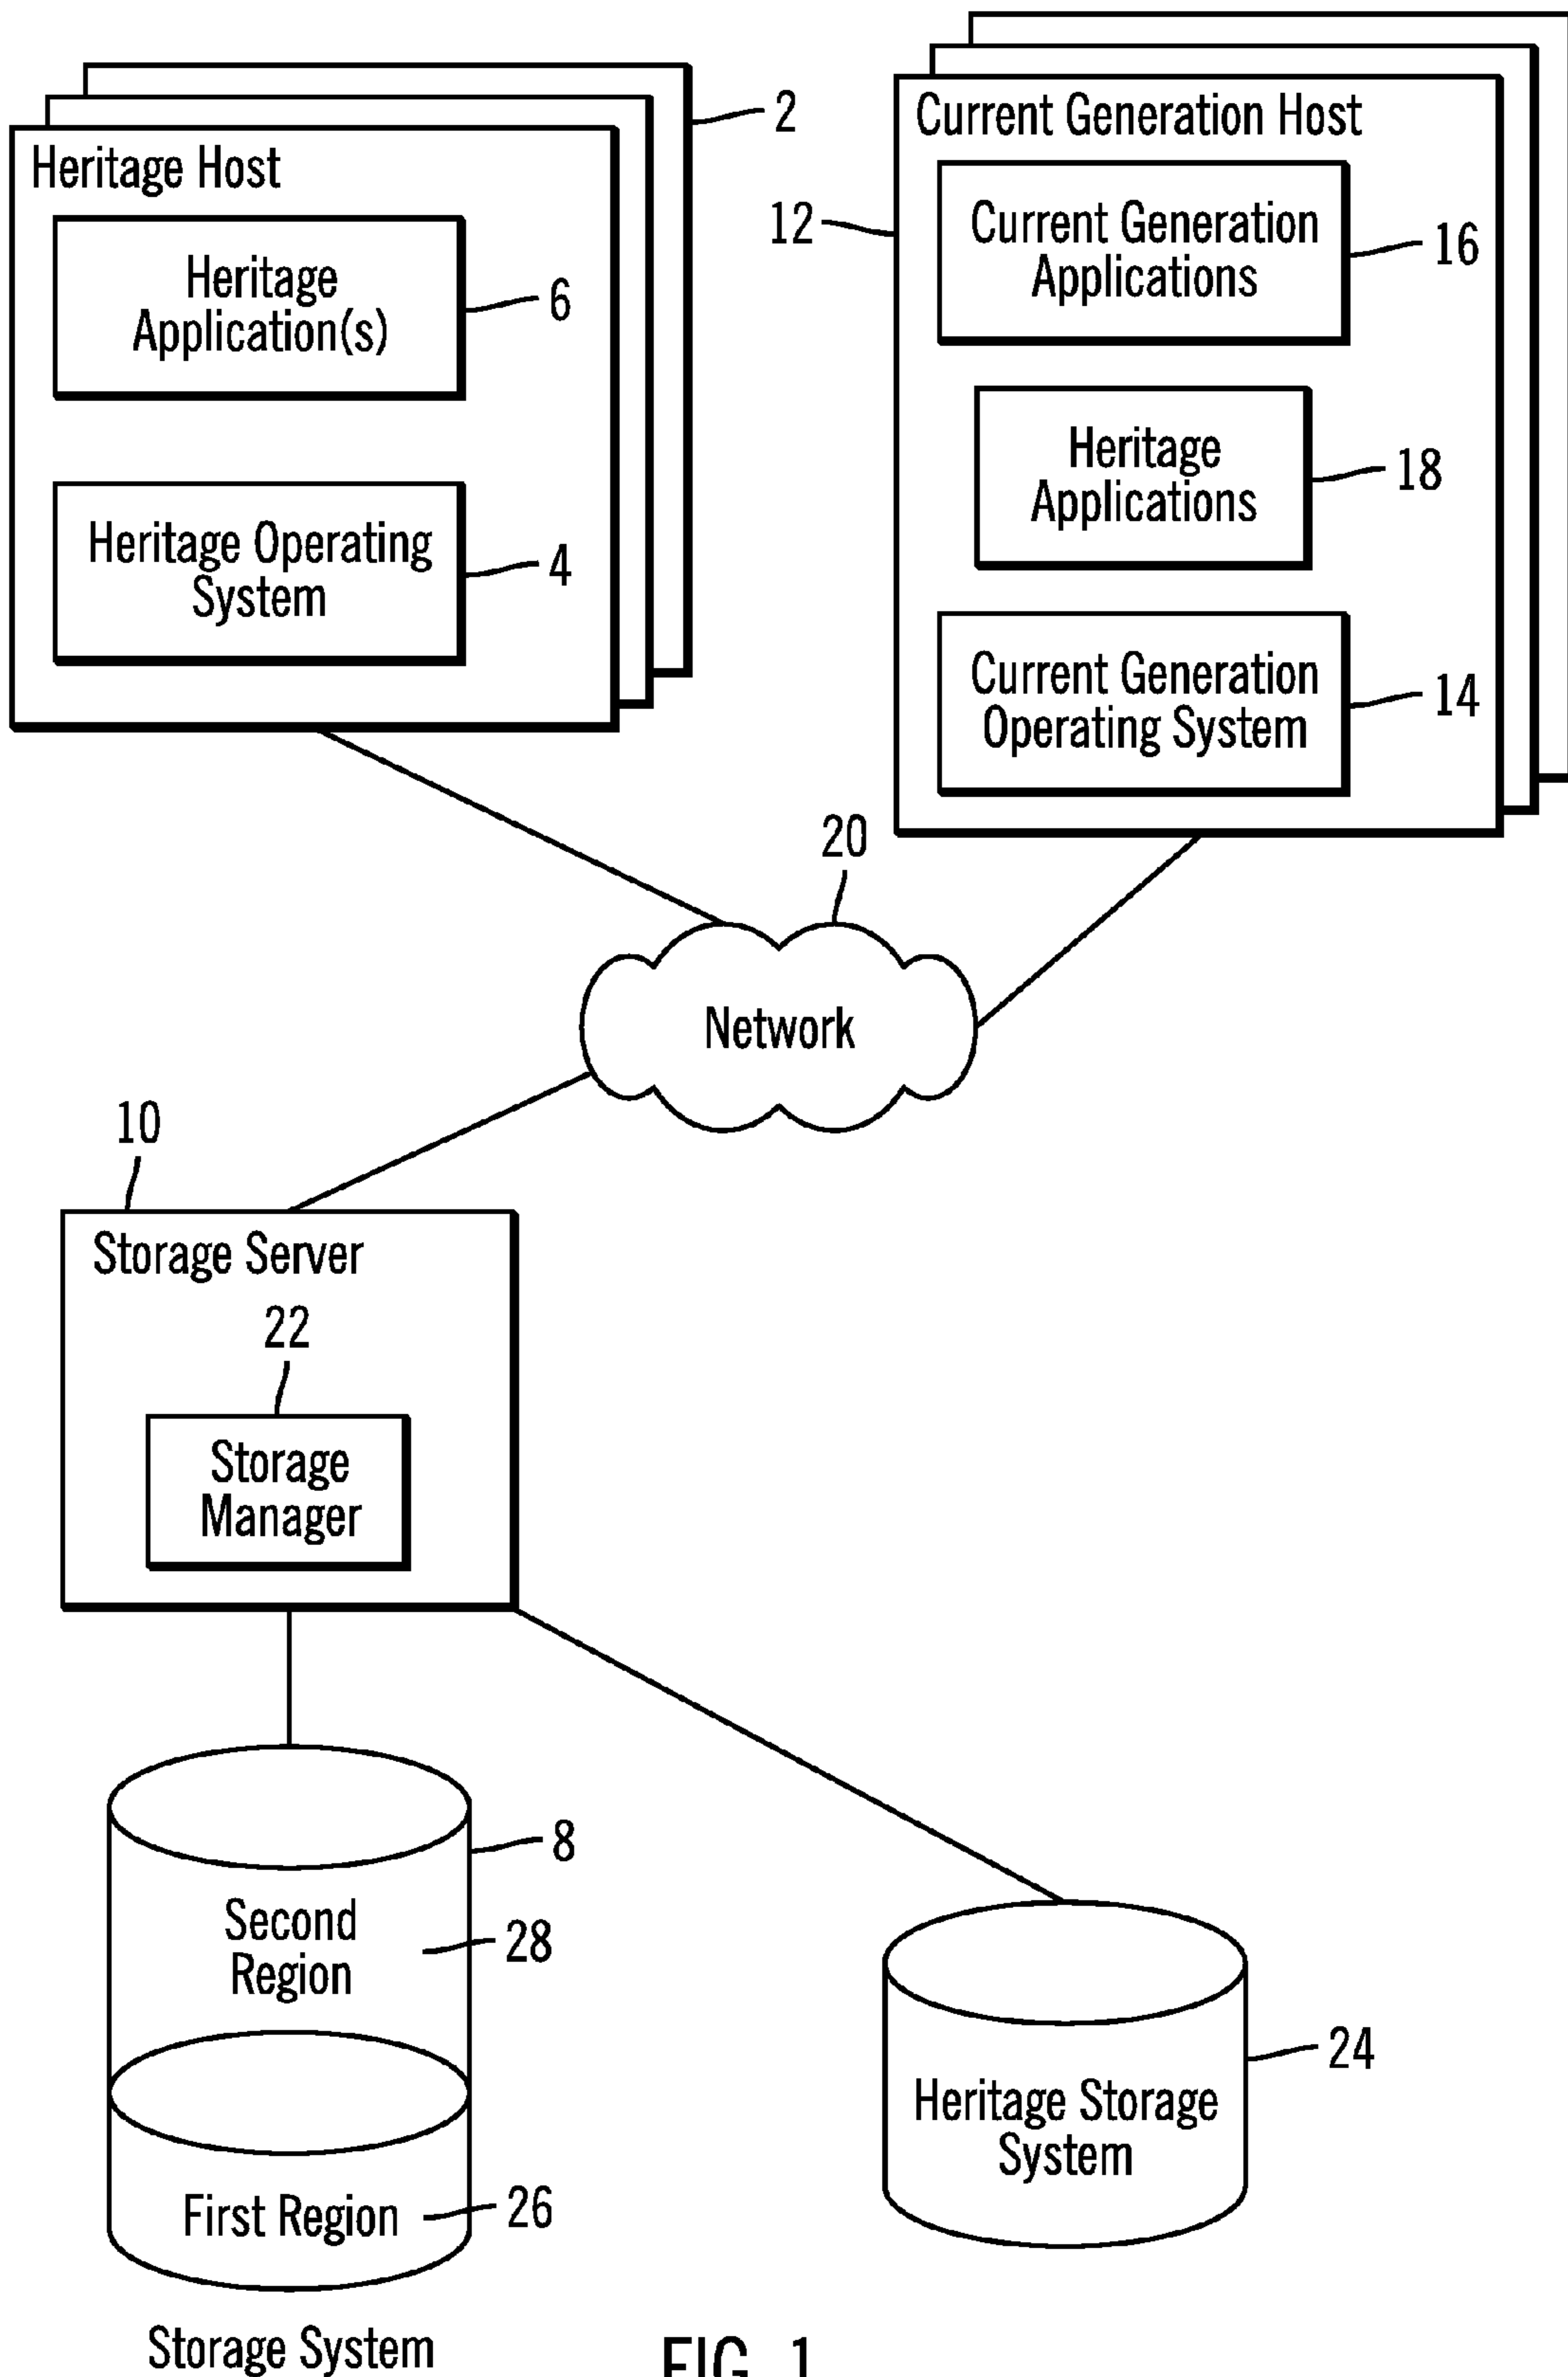 2
Heritage Host
Heritage
Application(s)
6
Heritage Operating
System
4
Current Generation Host
12
Current Generation
Applications
16
Heritage
Applications
18
Current Generation
Operating System
14
20
Network
10
Storage Server
22
Storage
Manager
8
Second
Region
28
First Region
26
Storage System
Heritage Storage
System
24
FIG. 1